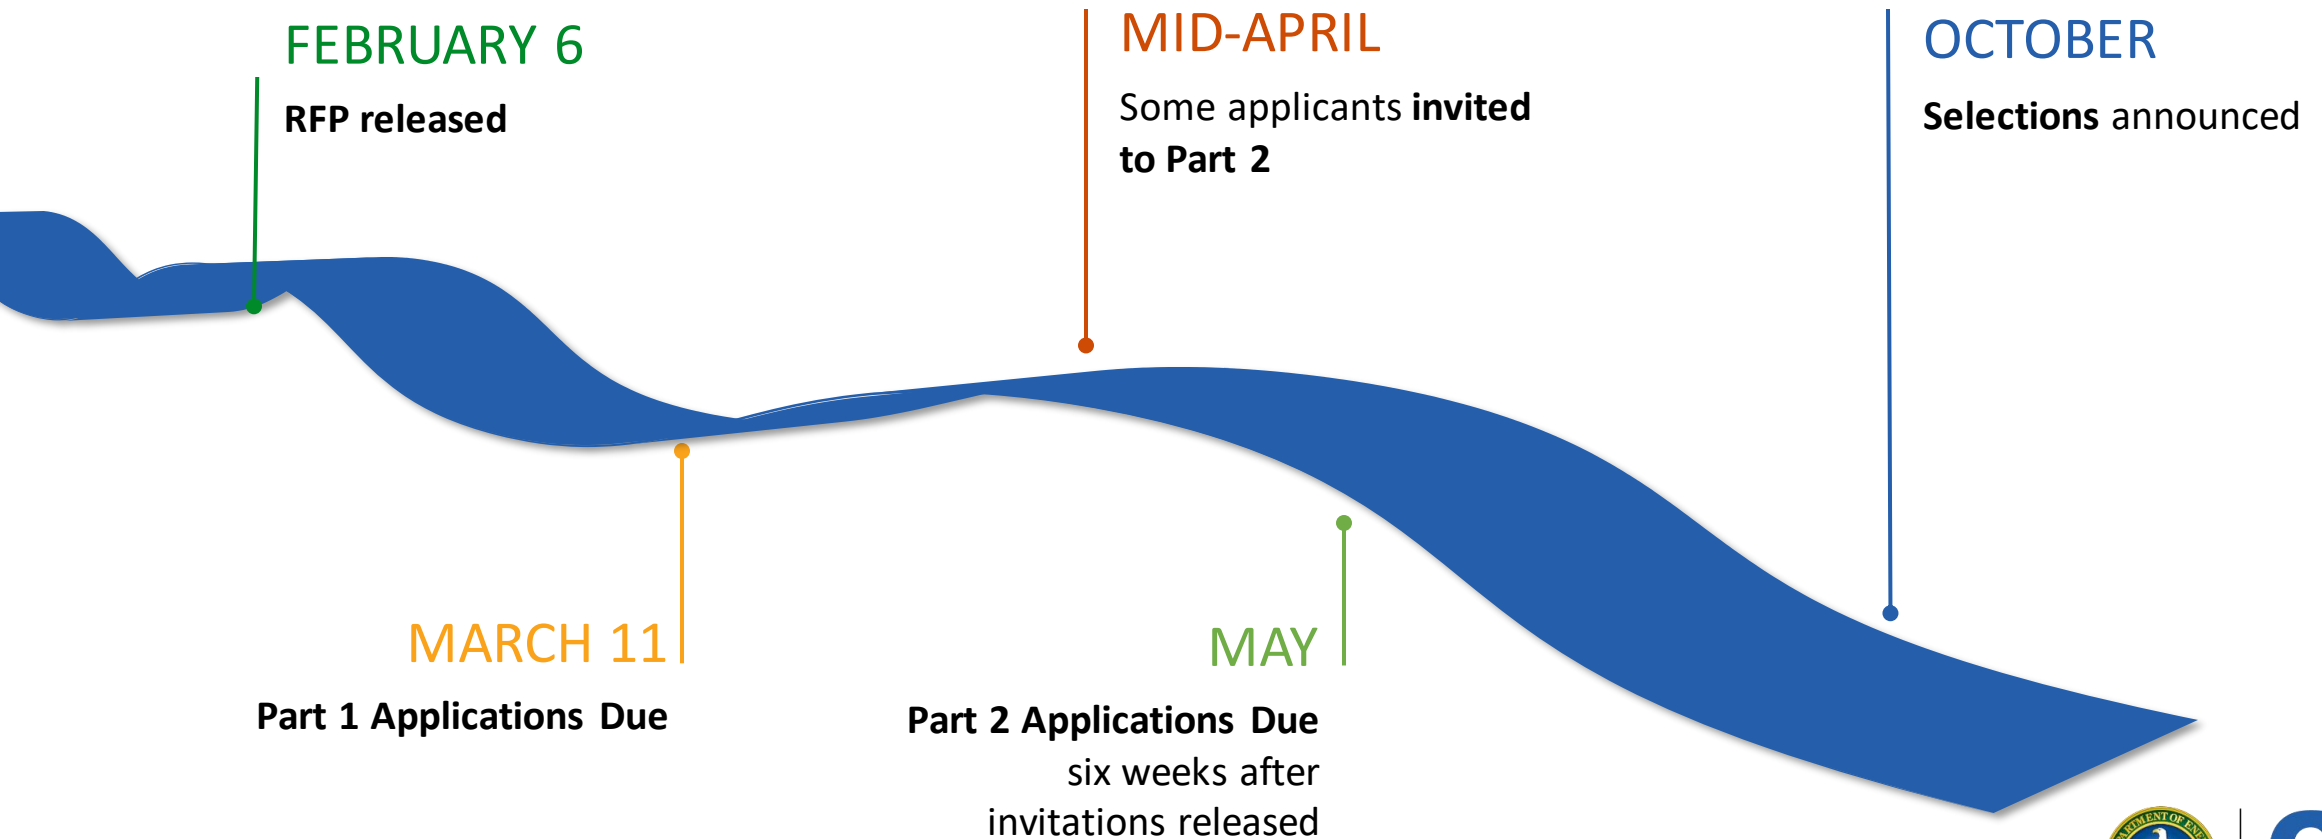 FEBRUARY 6
RFP released
MARCH 11
Part 1 Applications Due
MID-APRIL
Some applicants invited
to Part 2
MAY
Part 2 Applications Due
six weeks after
invitations released
OCTOBER
Selections announced